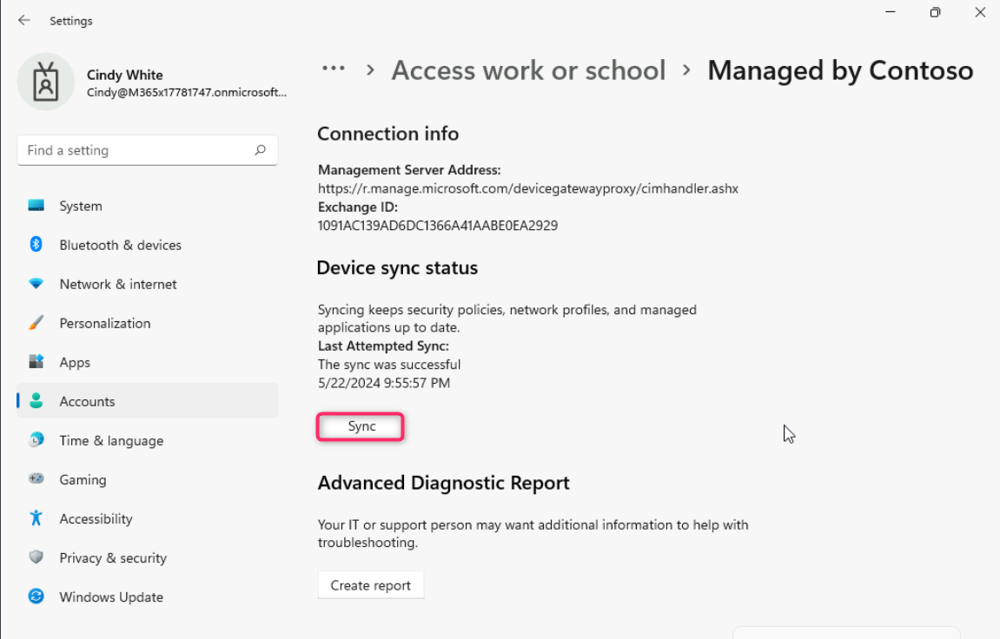 Settings
Cindy White
Cindy@M365x17781747.onmicrosoft...
Find a setting
System
Bluetooth & devices
Network & internet
Personalization
Apps
Accounts
Time & language
Gaming
Accessibility
Privacy & security
Windows Update
... > Access work or school > Managed by Contoso
Connection info
Management Server Address:
https://r.manage.microsoft.com/devicegatewayproxy/cimhandler.ashx
Exchange ID:
1091AC139AD6DC1366A41AABE0EA2929
Device sync status
Syncing keeps security policies, network profiles, and managed
applications up to date.
Last Attempted Sync:
The sync was successful
5/22/2024 9:55:57 PM
Sync
Advanced Diagnostic Report
Your IT or support person may want additional information to help with
troubleshooting.
Create report